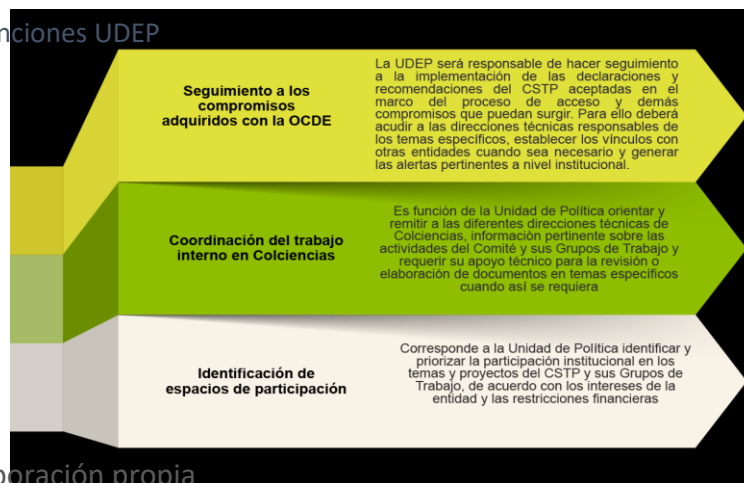 nciones UDEP
Seguimiento a los
compromisos
adquiridos con la OCDE
La UDEP será responsable de hacer seguimiento
a la implementación de las declaraciones y
recomendaciones del CSTP aceptadas en el
marco del proceso de acceso y demás
compromisos que puedan surgir. Para ello deberá
acudir a las direcciones técnicas responsables de
los temas específicos, establecer los vínculos con
otras entidades cuando sea necesario y generar
las alertas pertinentes a nivel institucional.
Coordinación del trabajo
interno en Colciencias
Es función de la Unidad de Política orientar y
remitir a las diferentes direcciones técnicas de
Colciencias, información pertinente sobre las
actividades del Comité y sus Grupos de Trabajo y
requerir su apoyo técnico para la revisión o
elaboración de documentos en temas específicos
cuando así se requiera
Identificación de
espacios de participación
Corresponde a la Unidad de Política identificar y
priorizar la participación institucional en los
temas y proyectos del CSTP y sus Grupos de
Trabajo, de acuerdo con los intereses de la
entidad y las restricciones financieras
boración propia